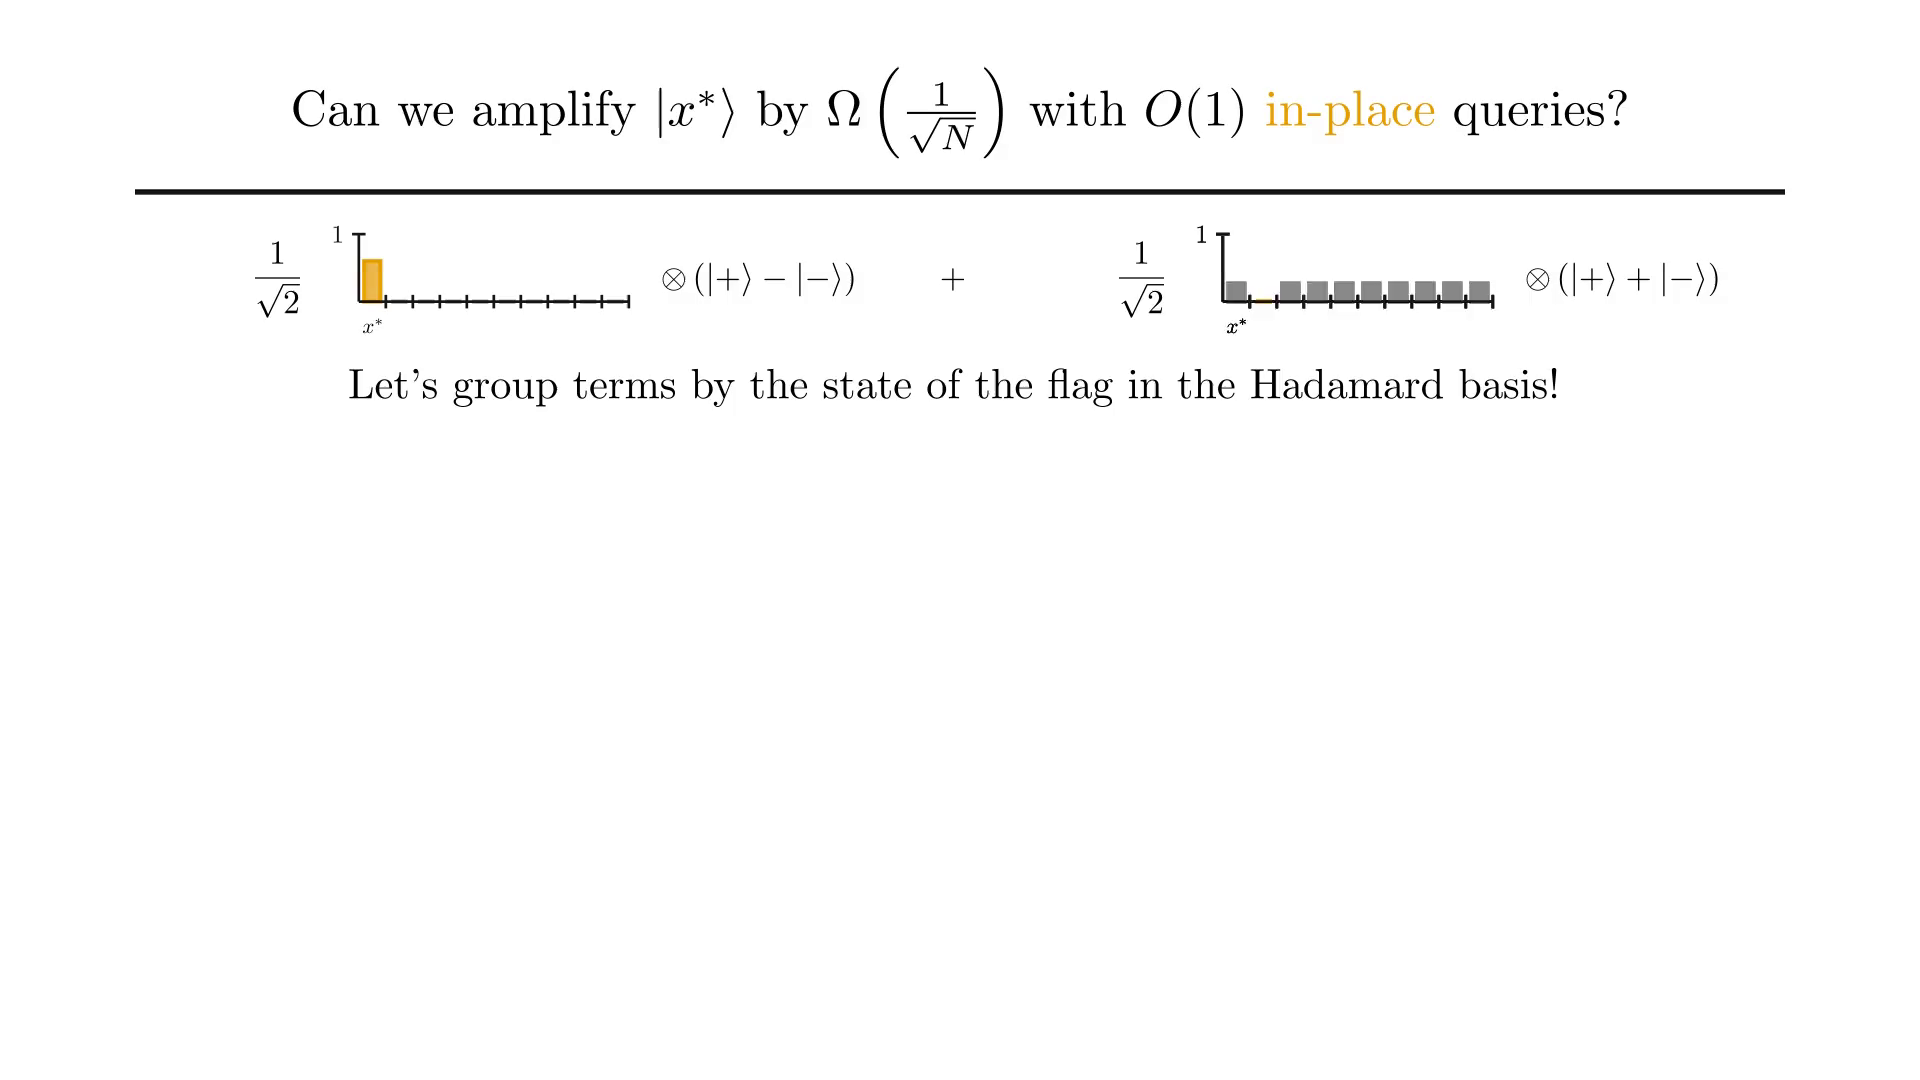 Can we amplify |x*⟩ by Ω(1/√N) with O(1) in-place queries?
1/√2 1 x* ⊗ (|+⟩ − |−⟩) + 1/√2 1 x* ⊗ (|+⟩ + |−⟩)
Let's group terms by the state of the flag in the Hadamard basis!